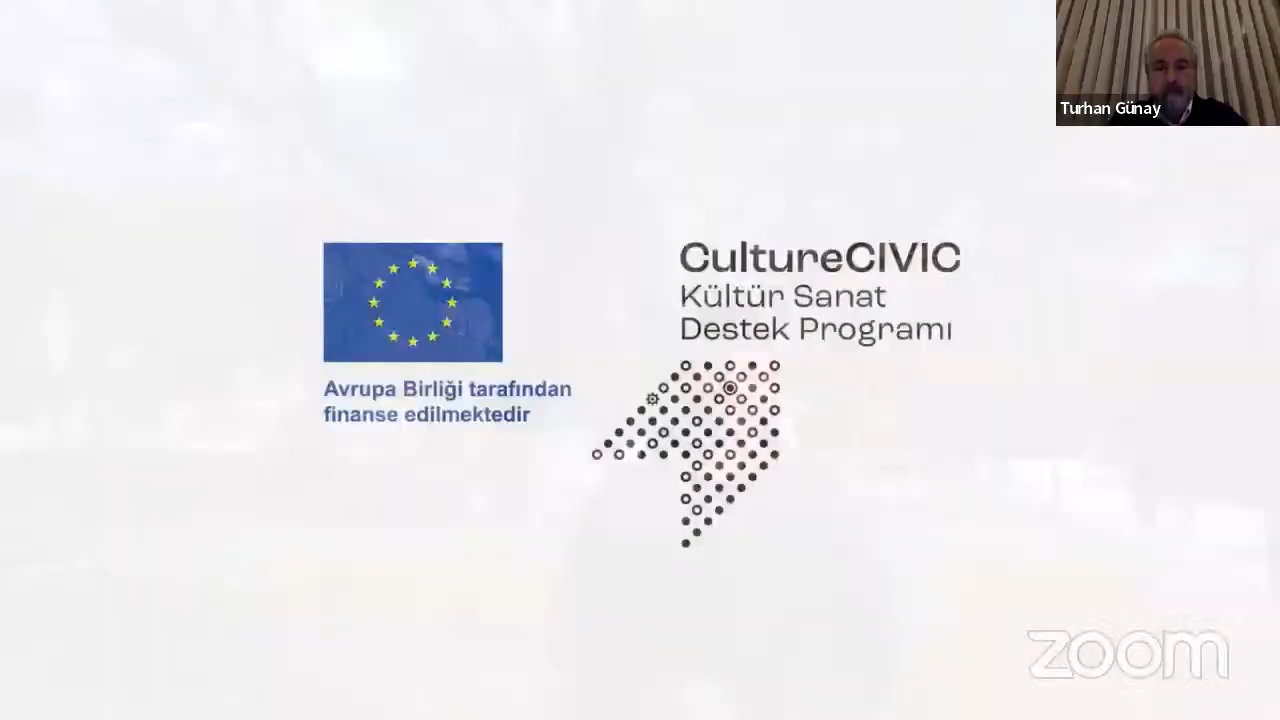 Turhan Günay
CultureCIVIC
Kültür Sanat
Destek Programı
Avrupa Birliği tarafından
finanse edilmektedir
zoom